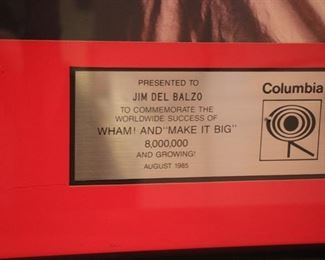 PRESENTED TO
JIM DEL BALZO
TO COMMEMORATE THE
WORLDWIDE SUCCESS OF
WHAM! AND "MAKE IT BIG"
8,000,000
AND GROWING!
AUGUST 1985
Columbia